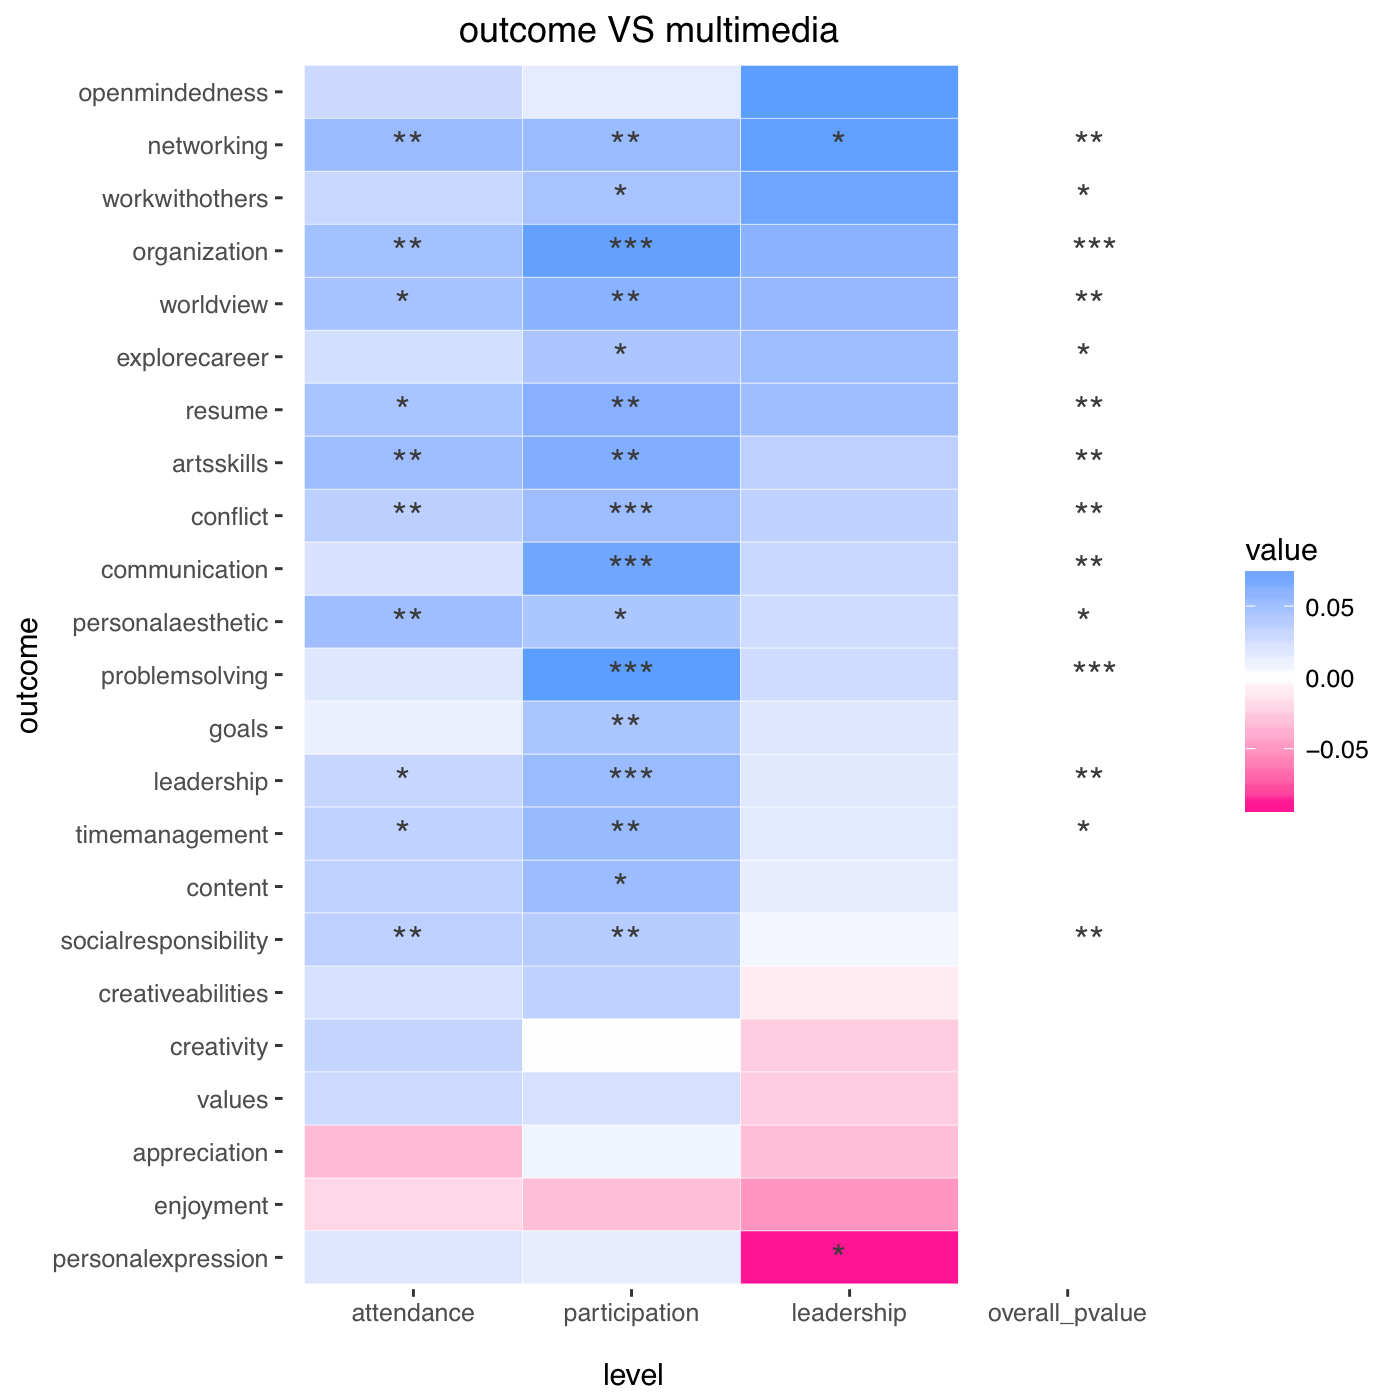 outcome VS multimedia
openmindedness
networking ** ** * **
workwithothers * *
organization ** *** ***
worldview * ** **
explorecareer * *
resume * ** **
artsskills ** ** **
conflict ** *** **
communication *** **
personalaesthetic ** * *
problemsolving *** ***
goals **
leadership * *** **
timemanagement * ** *
content *
socialresponsibility ** ** **
creativeabilities
creativity
values
appreciation
enjoyment
personalexpression *
outcome
attendance participation leadership overall_pvalue
level
value
0.05
0.00
−0.05